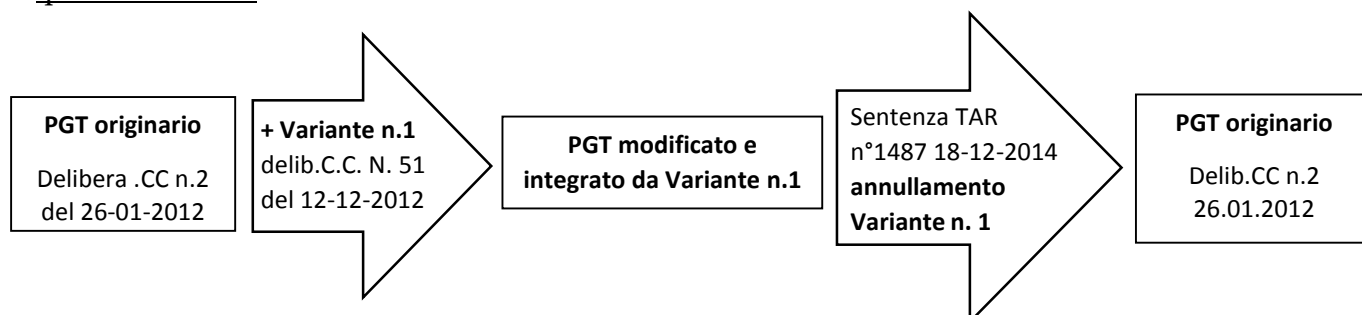 PGT originario
Delibera .CC n.2
del 26-01-2012
+ Variante n.1
delib.C.C. N. 51
del 12-12-2012
PGT modificato e
integrato da Variante n.1
Sentenza TAR
n°1487 18-12-2014
annullamento
Variante n. 1
PGT originario
Delib.CC n.2
26.01.2012